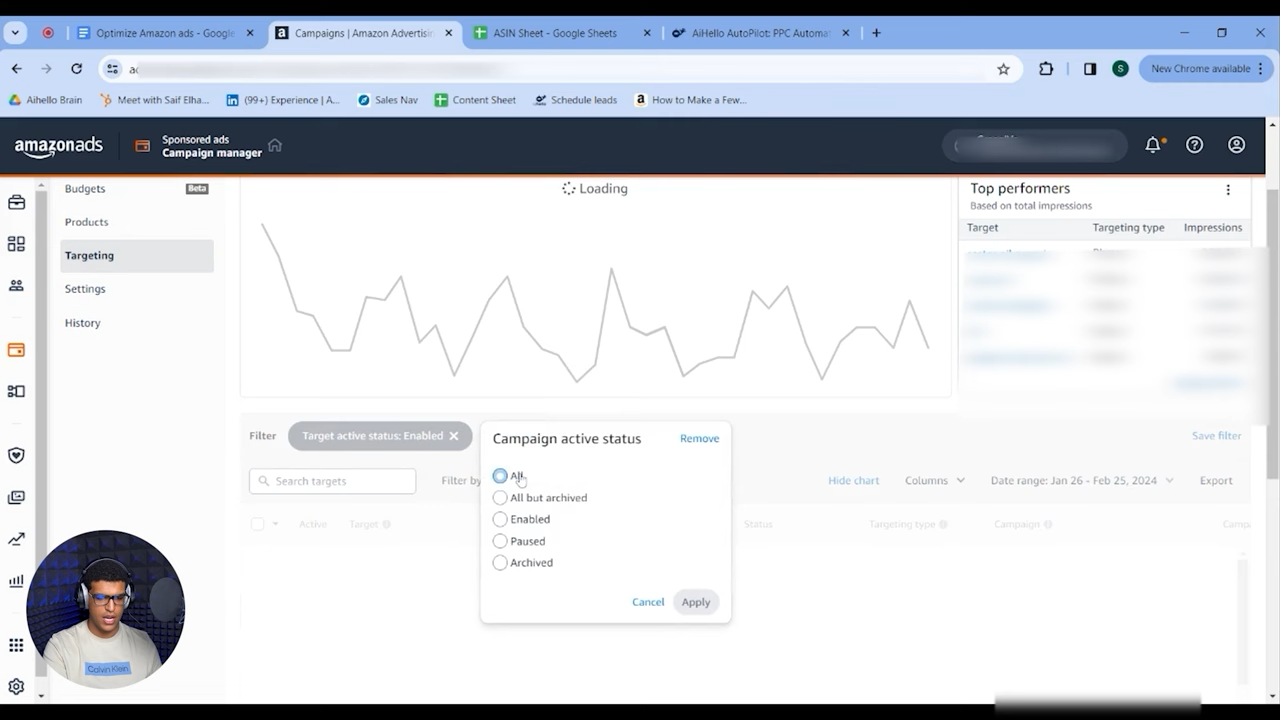 Optimize Amazon ads - Google
Campaigns | Amazon Advertisin
ASIN Sheet - Google Sheets
AiHello AutoPilot: PPC Automat
New Chrome available
Aihello Brain
Meet with Saif Elha...
(99+) Experience | A...
Sales Nav
Content Sheet
Schedule leads
How to Make a Few...
amazonads
Sponsored ads
Campaign manager
Budgets
Beta
Products
Targeting
Settings
History
Loading
Top performers
Based on total impressions
Target Targeting type Impressions
Filter
Target active status: Enabled
Save filter
Search targets
Filter by
Hide chart
Columns
Date range: Jan 26 - Feb 25, 2024
Export
Active Target Status Targeting type Campaign Campa
Campaign active status
Remove
All
All but archived
Enabled
Paused
Archived
Cancel
Apply
Calvin Klein